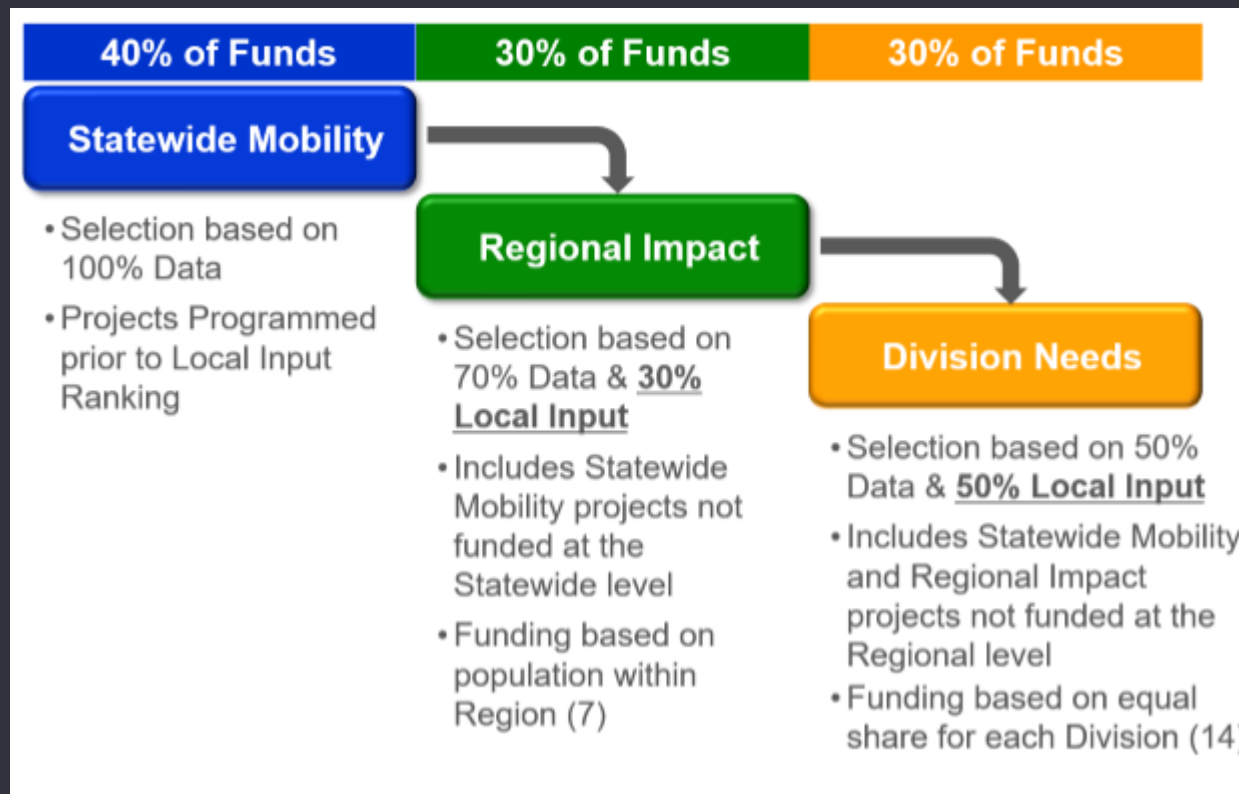 40% of Funds
30% of Funds
30% of Funds
Statewide Mobility
• Selection based on
100% Data
• Projects Programmed
prior to Local Input
Ranking
Regional Impact
• Selection based on
70% Data & 30%
Local Input
• Includes Statewide
Mobility projects not
funded at the
Statewide level
• Funding based on
population within
Region (7)
Division Needs
• Selection based on 50%
Data & 50% Local Input
• Includes Statewide Mobility
and Regional Impact
projects not funded at the
Regional level
• Funding based on equal
share for each Division (14)